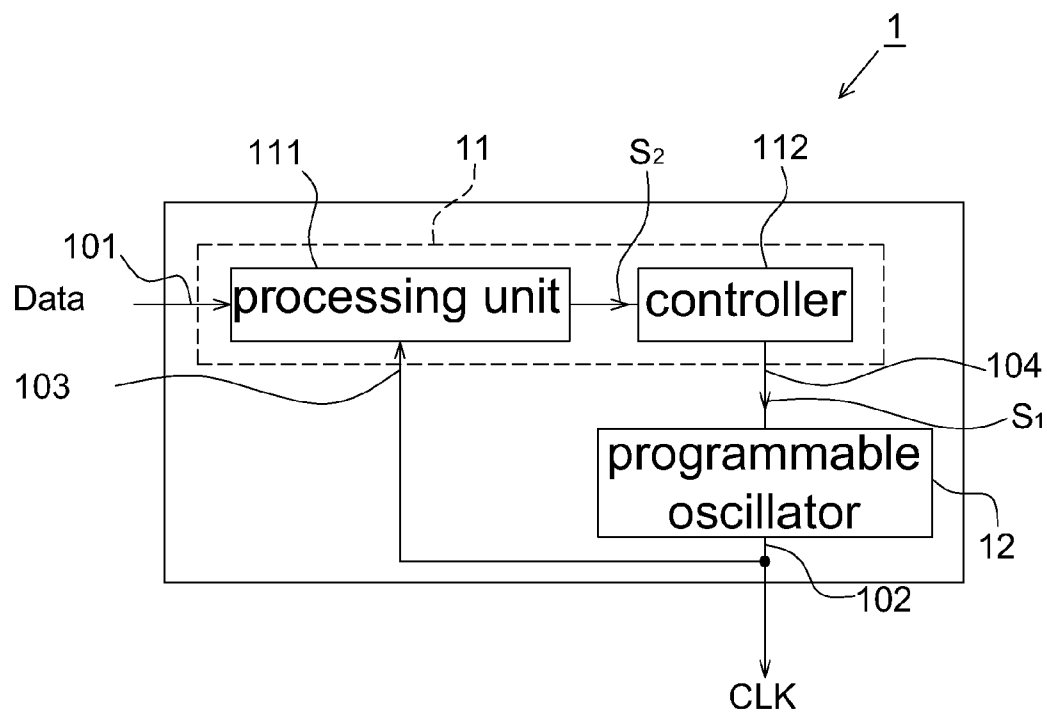 1
111
11
S2
112
101
Data
processing unit
controller
103
104
S1
programmable
oscillator
12
102
CLK